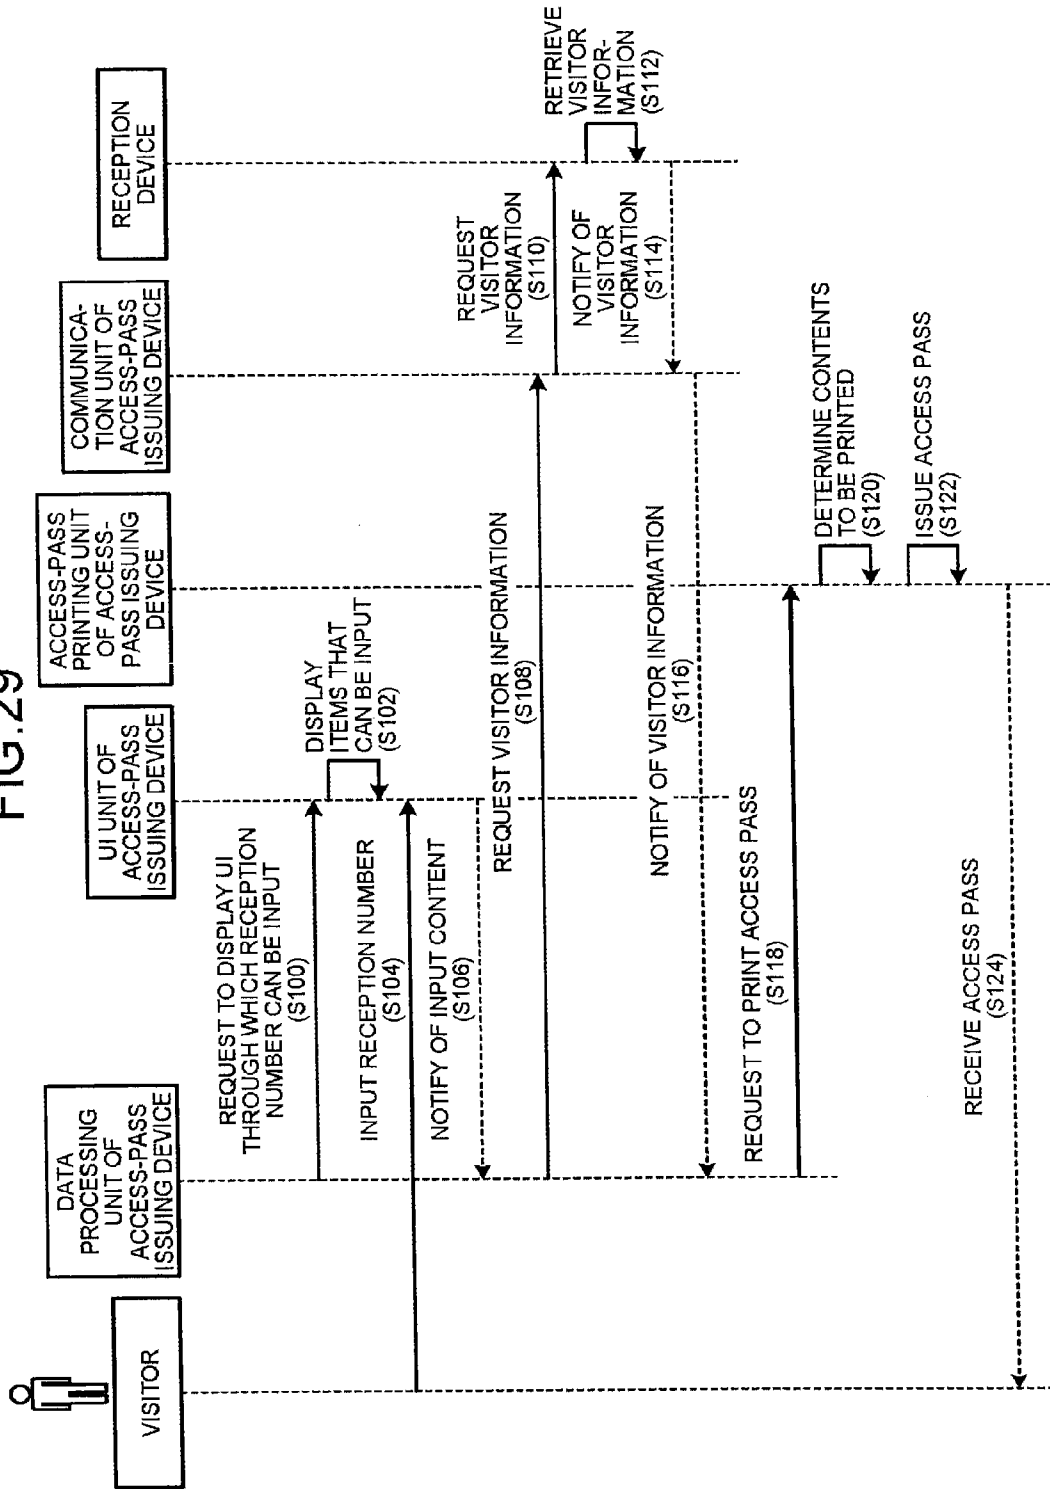 FIG.29
VISITOR
DATA
PROCESSING
UNIT OF
ACCESS-PASS
ISSUING DEVICE
UI UNIT OF
ACCESS-PASS
ISSUING DEVICE
ACCESS-PASS
PRINTING UNIT
OF ACCESS-
PASS ISSUING
DEVICE
COMMUNICA-
TION UNIT OF
ACCESS-PASS
ISSUING DEVICE
RECEPTION
DEVICE
REQUEST TO DISPLAY UI
THROUGH WHICH RECEPTION
NUMBER CAN BE INPUT
(S100)
DISPLAY
ITEMS THAT
CAN BE INPUT
(S102)
INPUT RECEPTION NUMBER
(S104)
NOTIFY OF INPUT CONTENT
(S106)
REQUEST VISITOR INFORMATION
(S108)
REQUEST
VISITOR
INFORMATION
(S110)
RETRIEVE
VISITOR
INFOR-
MATION
(S112)
NOTIFY OF
VISITOR
INFORMATION
(S114)
NOTIFY OF VISITOR INFORMATION
(S116)
REQUEST TO PRINT ACCESS PASS
(S118)
DETERMINE CONTENTS
TO BE PRINTED
(S120)
ISSUE ACCESS PASS
(S122)
RECEIVE ACCESS PASS
(S124)